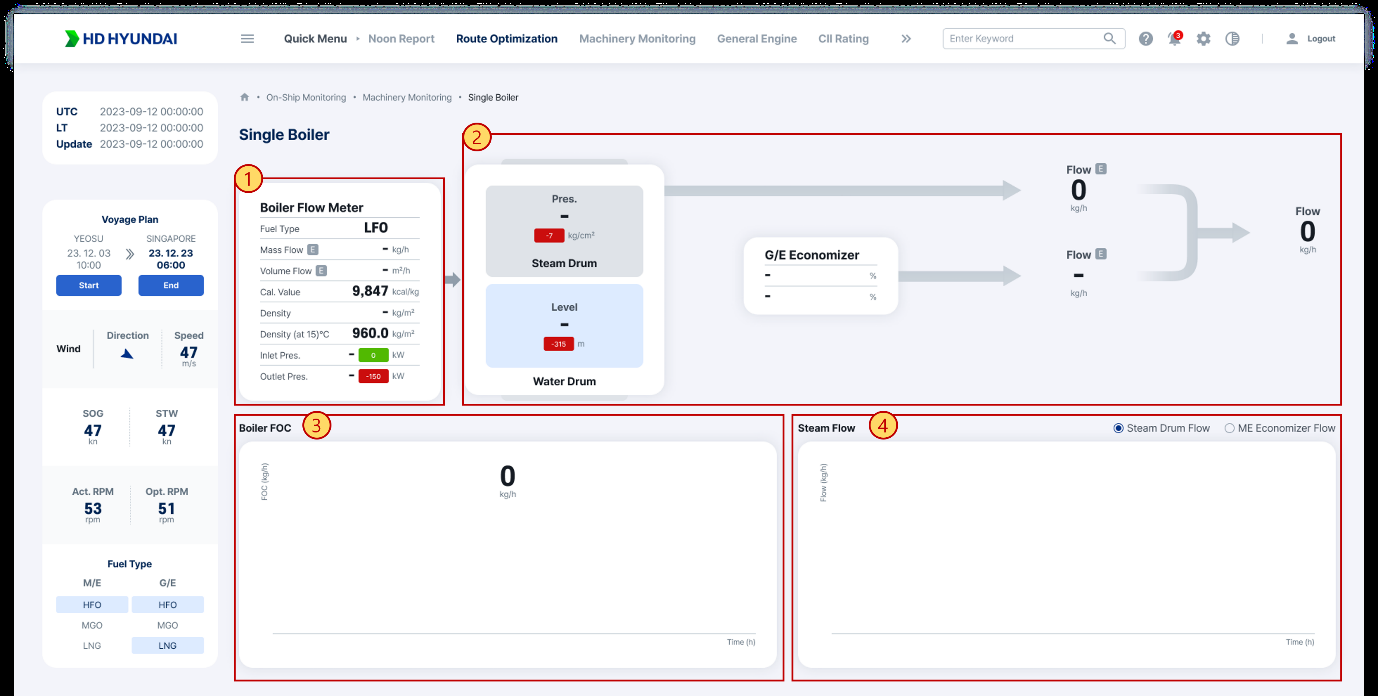 HD HYUNDAI
Quick Menu • Noon Report Route Optimization Machinery Monitoring General Engine CII Rating
Enter Keyword
3
Logout
UTC 2023-09-12 00:00:00
LT 2023-09-12 00:00:00
Update 2023-09-12 00:00:00
On-Ship Monitoring • Machinery Monitoring • Single Boiler
Single Boiler
Voyage Plan
YEOSU SINGAPORE
23. 12. 03 23. 12. 23
10:00 06:00
Start End
Wind Direction Speed
47
m/s
SOG STW
47 47
kn kn
Act. RPM Opt. RPM
53 51
rpm rpm
Fuel Type
M/E G/E
HFO HFO
MGO MGO
LNG LNG
1
Boiler Flow Meter
Fuel Type LFO
Mass Flow E - kg/h
Volume Flow E - m²/h
Cal. Value 9,847 kcal/kg
Density - kg/m²
Density (at 15)°C 960.0 kg/m²
Inlet Pres. - 0 kW
Outlet Pres. - -150 kW
2
Pres.
-
-7 kg/cm²
Steam Drum
Level
-
-315 m
Water Drum
G/E Economizer
- %
- %
Flow E
0
kg/h
Flow E
-
kg/h
Flow
0
kg/h
3
Boiler FOC
FOC (kg/h)
0
kg/h
Time (h)
4
Steam Flow
Steam Drum Flow ME Economizer Flow
Flow (kg/h)
Time (h)